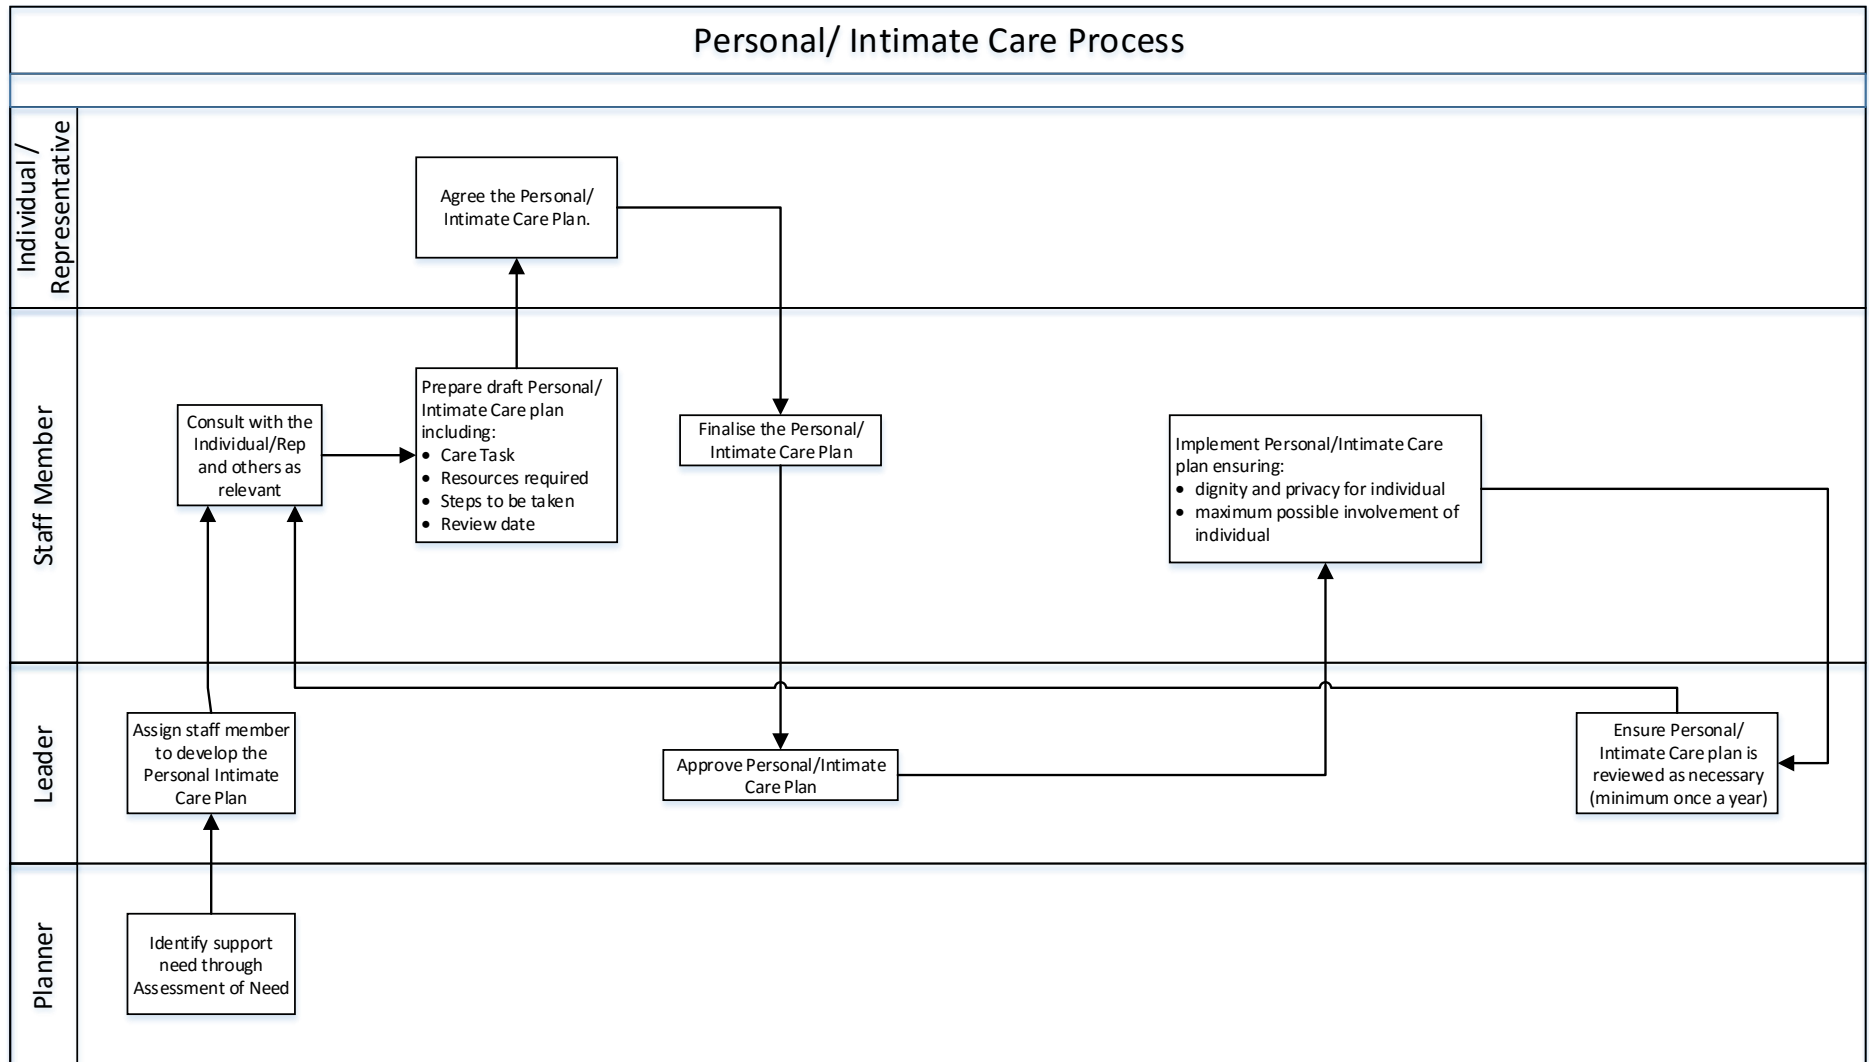 Personal/ Intimate Care Process
Individual /
Representative
Agree the Personal/
Intimate Care Plan.
Staff Member
Consult with the
Individual/Rep
and others as
relevant
Prepare draft Personal/
Intimate Care plan
including:
• Care Task
• Resources required
• Steps to be taken
• Review date
Finalise the Personal/
Intimate Care Plan
Implement Personal/Intimate Care
plan ensuring:
• dignity and privacy for individual
• maximum possible involvement of
individual
Leader
Assign staff member
to develop the
Personal Intimate
Care Plan
Approve Personal/Intimate
Care Plan
Ensure Personal/
Intimate Care plan is
reviewed as necessary
(minimum once a year)
Planner
Identify support
need through
Assessment of Need